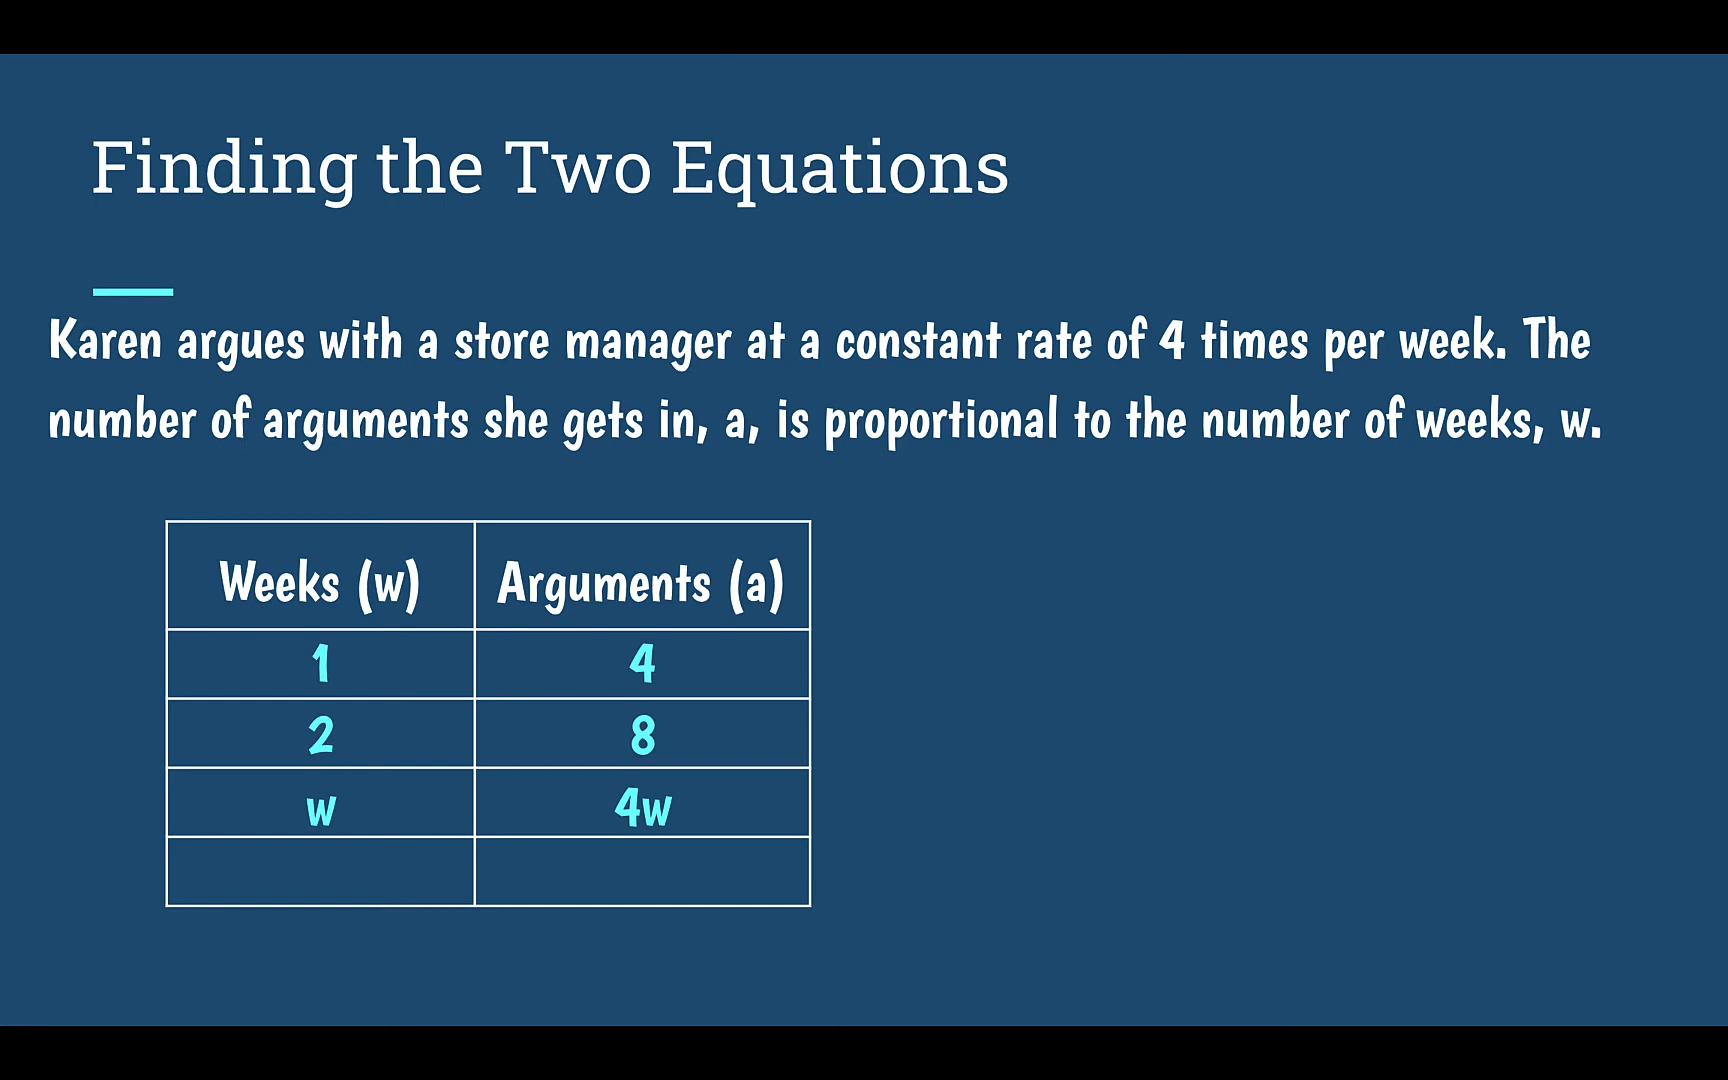 Finding the Two Equations
Karen argues with a store manager at a constant rate of 4 times per week. The
number of arguments she gets in, a, is proportional to the number of weeks, w.
Weeks (w) Arguments (a)
1 4
2 8
w 4w